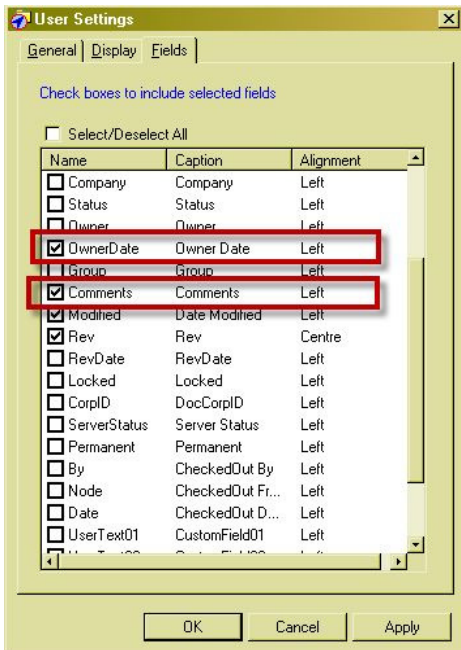 User Settings
General Display Fields
Check boxes to include selected fields
Select/Deselect All
Name Caption Alignment
Company Company Left
Status Status Left
Owner Owner Left
OwnerDate Owner Date Left
Group Group Left
Comments Comments Left
Modified Date Modified Left
Rev Rev Centre
RevDate RevDate Left
Locked Locked Left
CorpID DocCorpID Left
ServerStatus Server Status Left
Permanent Permanent Left
By CheckedOut By Left
Node CheckedOut Fr... Left
Date CheckedOut D... Left
UserText01 CustomField01 Left
OK Cancel Apply